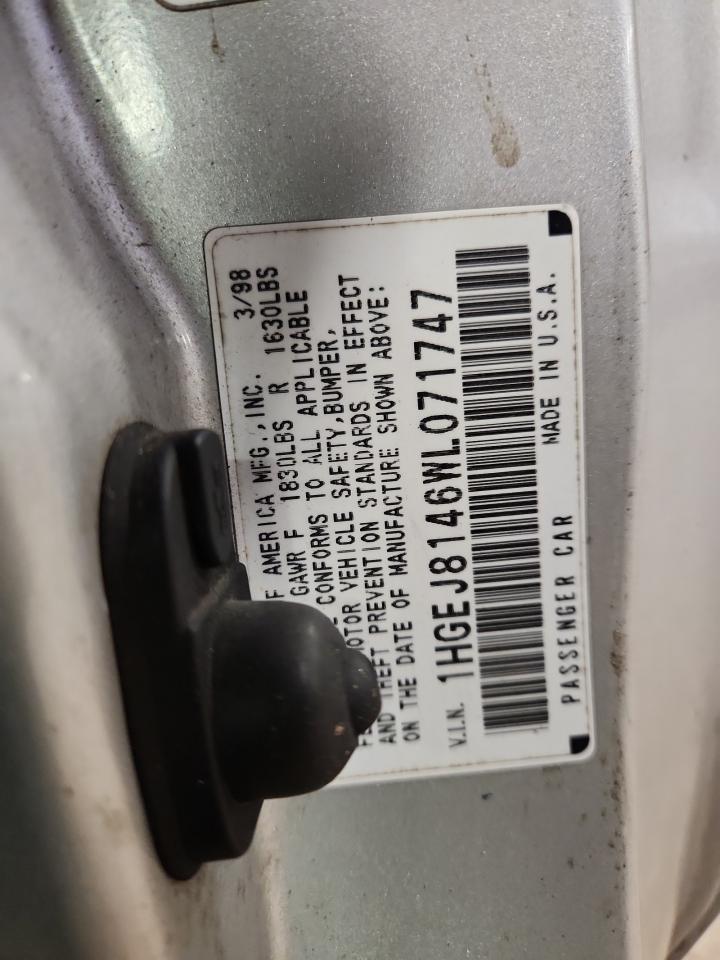 F AMERICA MFG.,INC. 3/98
GAWR F 1830LBS R 1630LBS
CONFORMS TO ALL APPLICABLE
VEHICLE SAFETY,BUMPER,
AND THEFT PREVENTION STANDARDS IN EFFECT
ON THE DATE OF MANUFACTURE SHOWN ABOVE:
V.I.N. 1HGEJ8146WL071747
PASSENGER CAR MADE IN U.S.A.